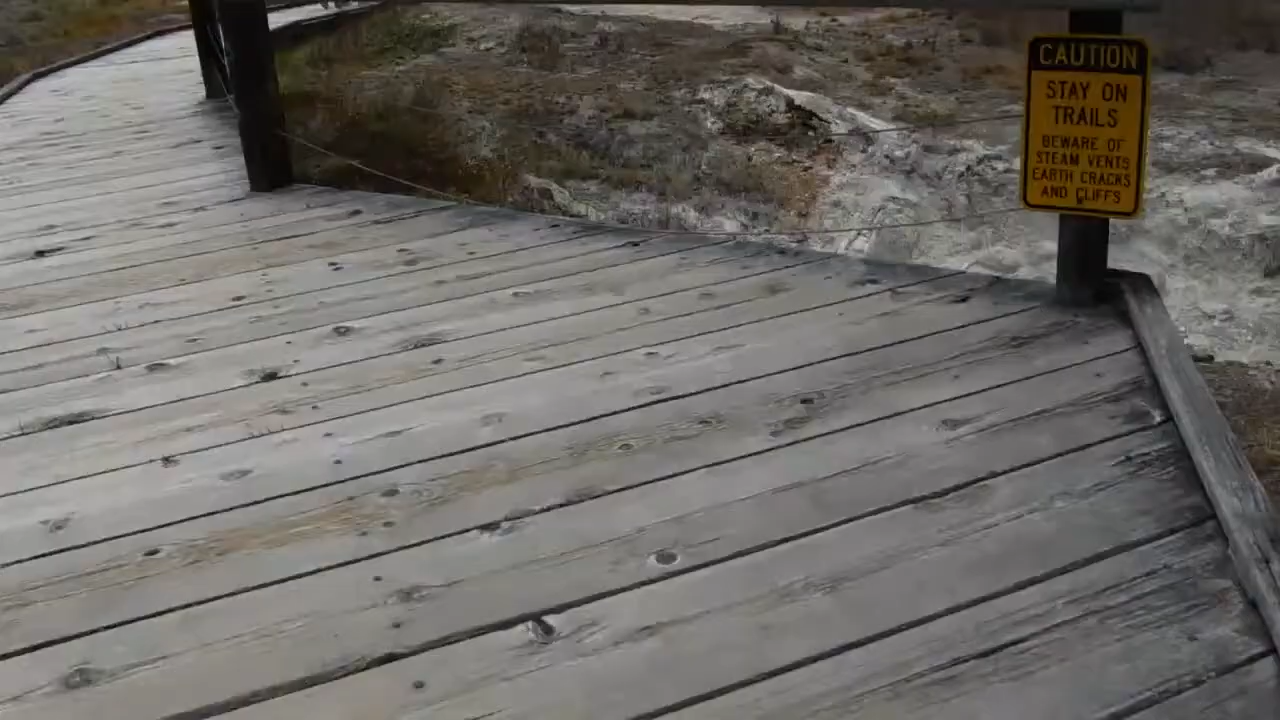 CAUTION
STAY ON
TRAILS
BEWARE OF
STEAM VENTS
EARTH CRACKS
AND CLIFFS